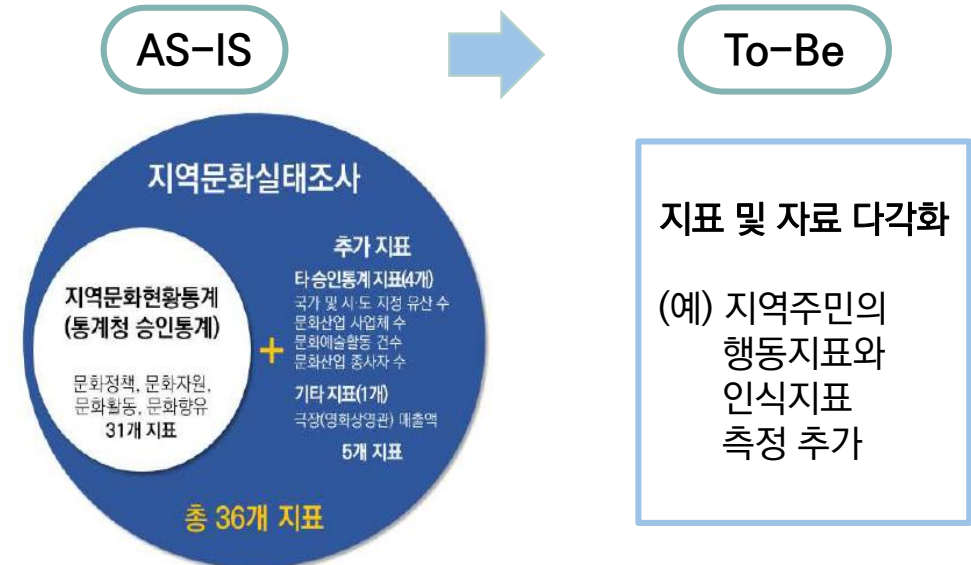 AS-IS
To-Be
지역문화실태조사
지역문화현황통계
(통계청 승인통계)
문화정책, 문화자원,
문화활동, 문화향유
31개 지표
+
추가 지표
타 승인통계 지표(4개)
국가 및 시·도 지정 유산 수
문화산업 사업체 수
문화예술활동 건수
문화산업 종사자 수
기타 지표(1개)
극장(영화상영관) 매출액
5개 지표
총 36개 지표
지표 및 자료 다각화
(예) 지역주민의
행동지표와
인식지표
측정 추가